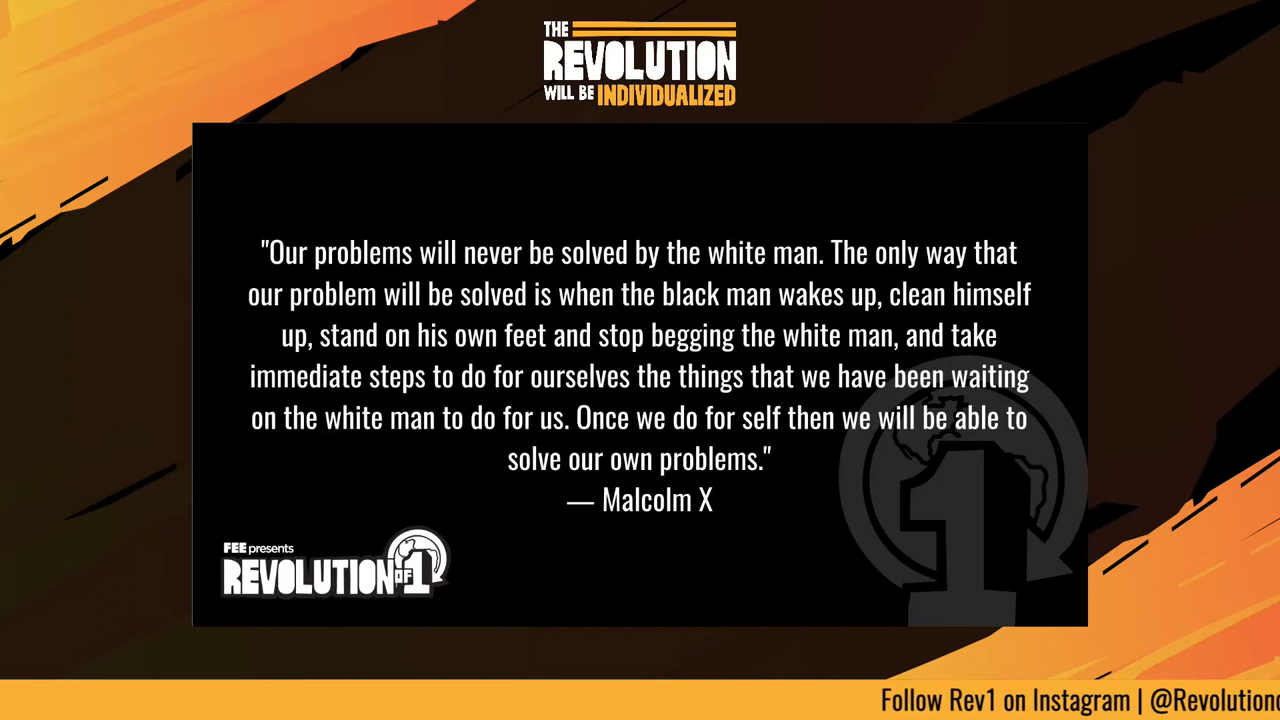 THE
REVOLUTION
WILL BE INDIVIDUALIZED
"Our problems will never be solved by the white man. The only way that
our problem will be solved is when the black man wakes up, clean himself
up, stand on his own feet and stop begging the white man, and take
immediate steps to do for ourselves the things that we have been waiting
on the white man to do for us. Once we do for self then we will be able to
solve our own problems."
— Malcolm X
FEE presents
REVOLUTION OF 1
1
Follow Rev1 on Instagram | @Revolution